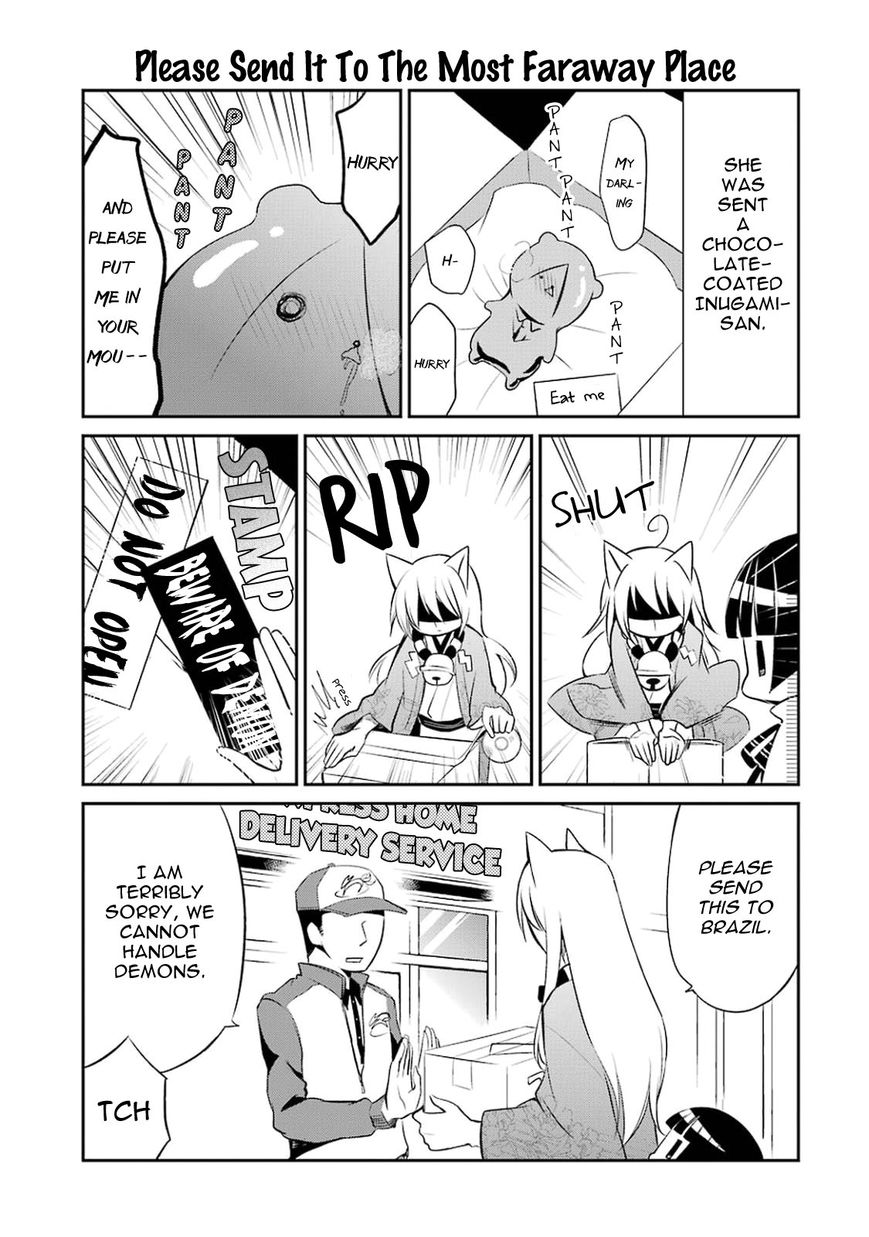 Please Send It To The Most Faraway Place
SHE
WAS
SENT
A
CHOCO-
LATE-
COATED
INUGAMI-
SAN.
PANT
PANT
MY
DARL-
ING
H-
HURRY
PANT
Eat me
HURRY
PANT
PANT
AND
PLEASE
PUT
ME IN
YOUR
MOU--
SHUT
RIP
press
STAMP
DO NOT OPEN
BEWARE OF
PRESS HOME
DELIVERY SERVICE
PLEASE
SEND
THIS TO
BRAZIL.
I AM
TERRIBLY
SORRY, WE
CANNOT
HANDLE
DEMONS.
TCH